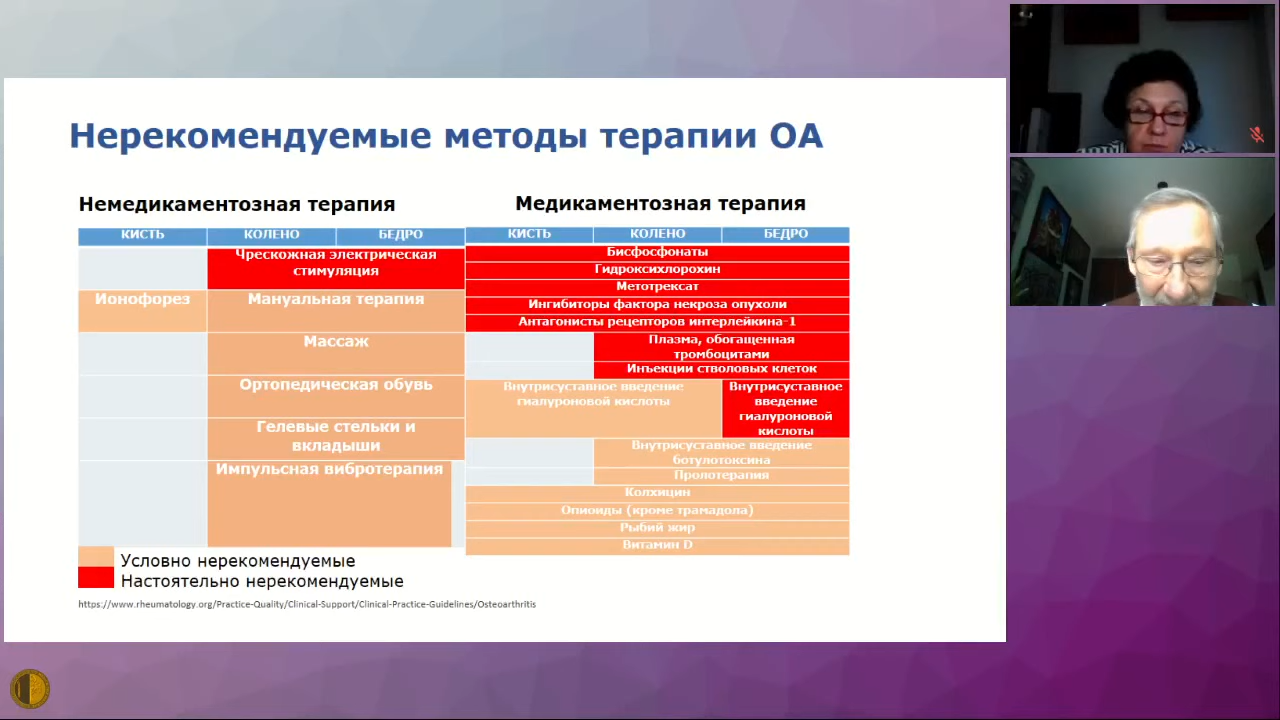 Нерекомендуемые методы терапии ОА
Немедикаментозная терапия
КИСТЬ КОЛЕНО БЕДРО
Чрескожная электрическая
стимуляция
Ионофорез Мануальная терапия
Массаж
Ортопедическая обувь
Гелевые стельки и
вкладыши
Импульсная вибротерапия
Медикаментозная терапия
КИСТЬ КОЛЕНО БЕДРО
Бисфосфонаты
Гидроксихлорохин
Метотрексат
Ингибиторы фактора некроза опухоли
Антагонисты рецепторов интерлейкина-1
Плазма, обогащенная
тромбоцитами
Инъекции стволовых клеток
Внутрисуставное введение
гиалуроновой кислоты
Внутрисуставное
введение
гиалуроновой
кислоты
Внутрисуставное введение
ботулотоксина
Пролотерапия
Колхицин
Опиоиды (кроме трамадола)
Рыбий жир
Витамин D
Условно нерекомендуемые
Настоятельно нерекомендуемые
https://www.rheumatology.org/Practice-Quality/Clinical-Support/Clinical-Practice-Guidelines/Osteoarthritis